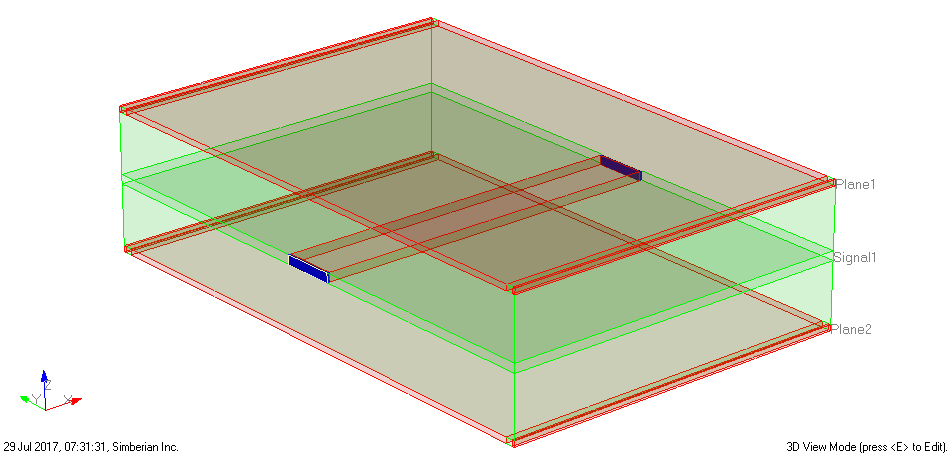 Plane1
Signal1
Plane2
Z
Y X
29 Jul 2017, 07:31:31, Simberian Inc.
3D View Mode (press <E> to Edit).